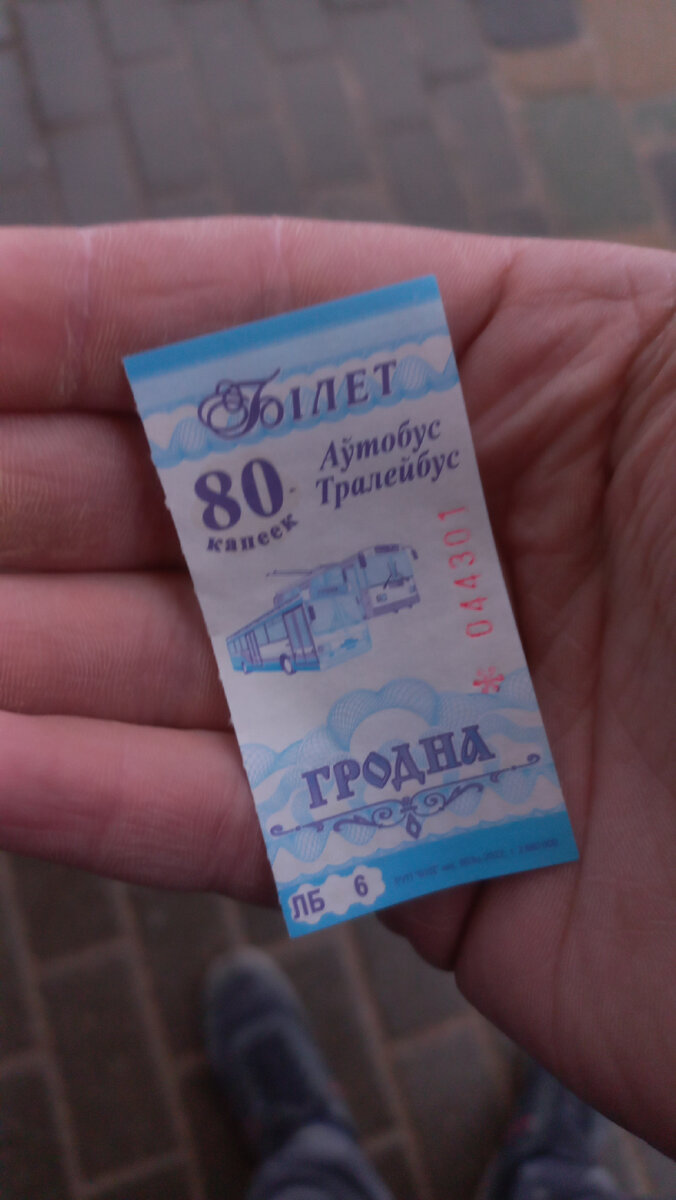 Білет
80
капеек
Аўтобус
Тралейбус
* 044301
ГРОДНА
ЛБ 6